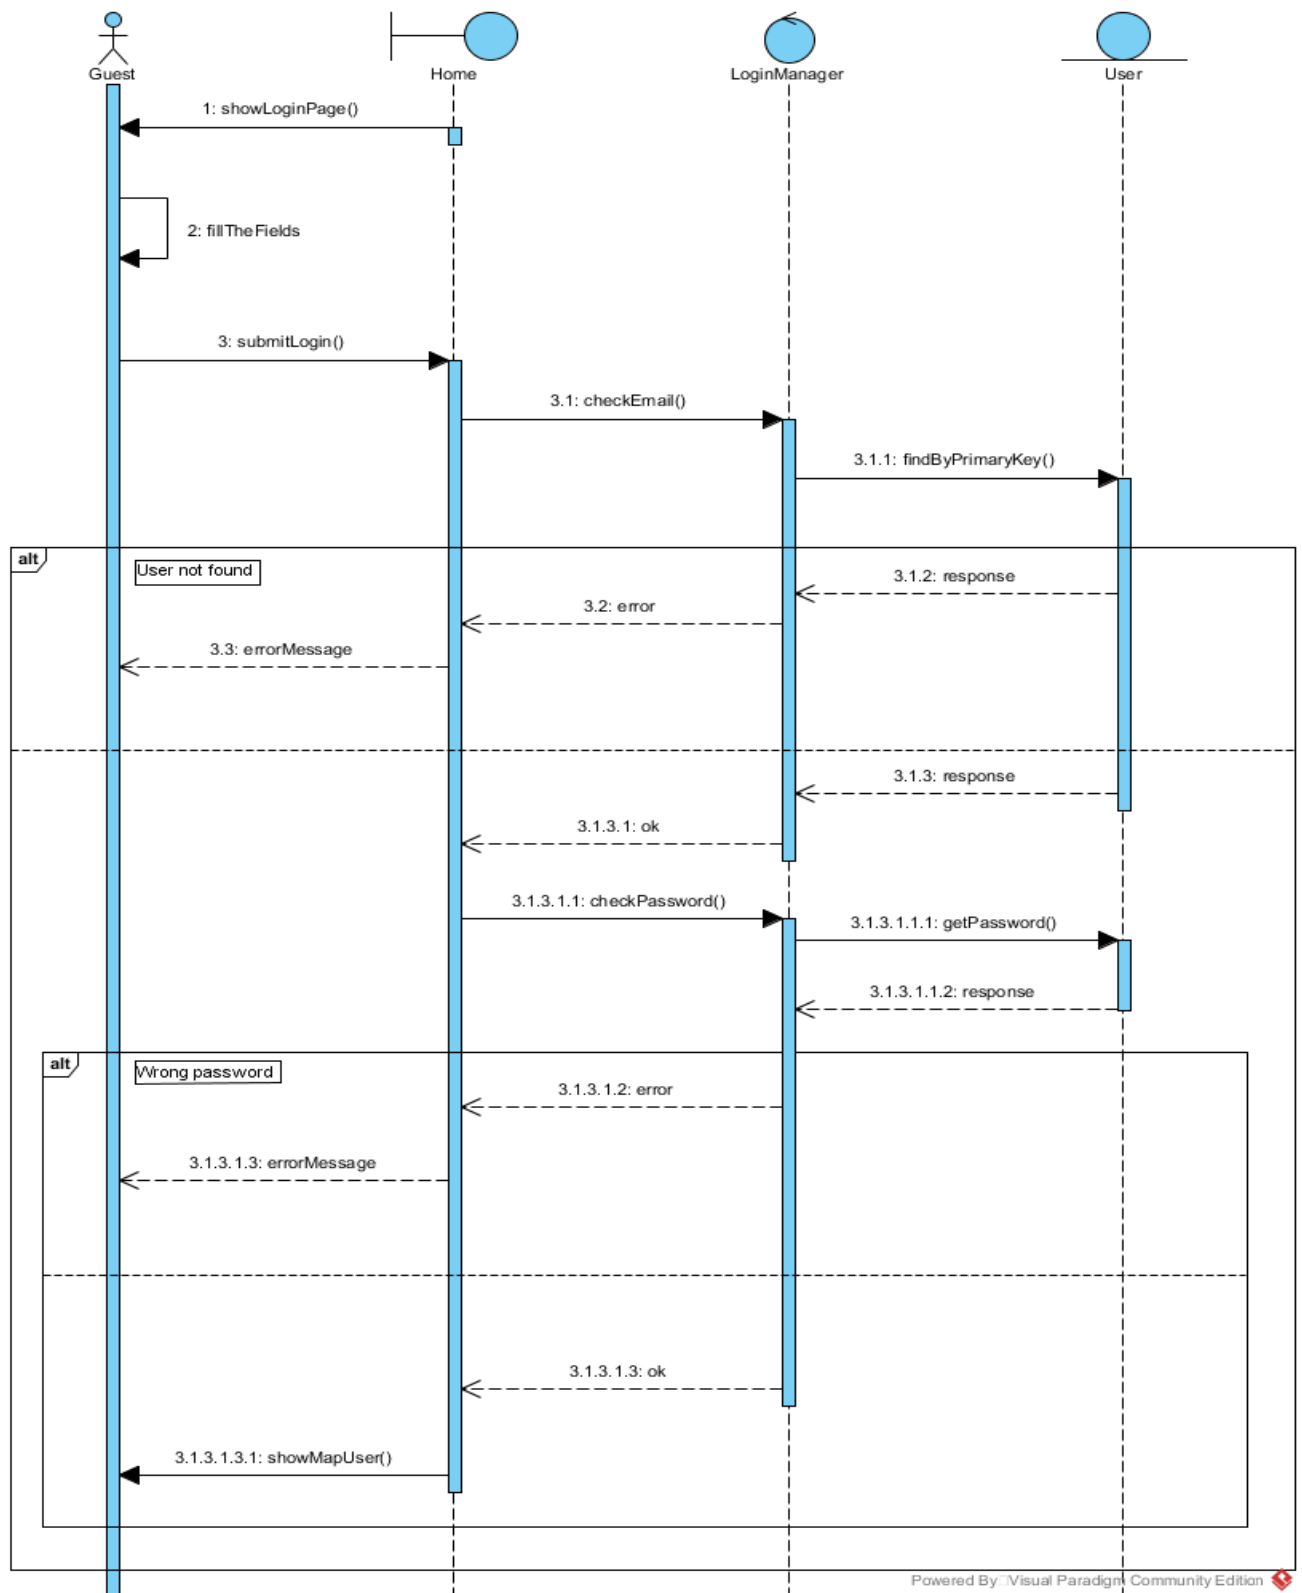 Guest
Home
LoginManager
User
1: showLoginPage()
2: fillTheFields
3: submitLogin()
3.1: checkEmail()
3.1.1: findByPrimaryKey()
alt
User not found
3.1.2: response
3.2: error
3.3: errorMessage
3.1.3: response
3.1.3.1: ok
3.1.3.1.1: checkPassword()
3.1.3.1.1.1: getPassword()
3.1.3.1.1.2: response
alt
Wrong password
3.1.3.1.2: error
3.1.3.1.3: errorMessage
3.1.3.1.3: ok
3.1.3.1.3.1: showMapUser()
Powered By Visual Paradigm Community Edition